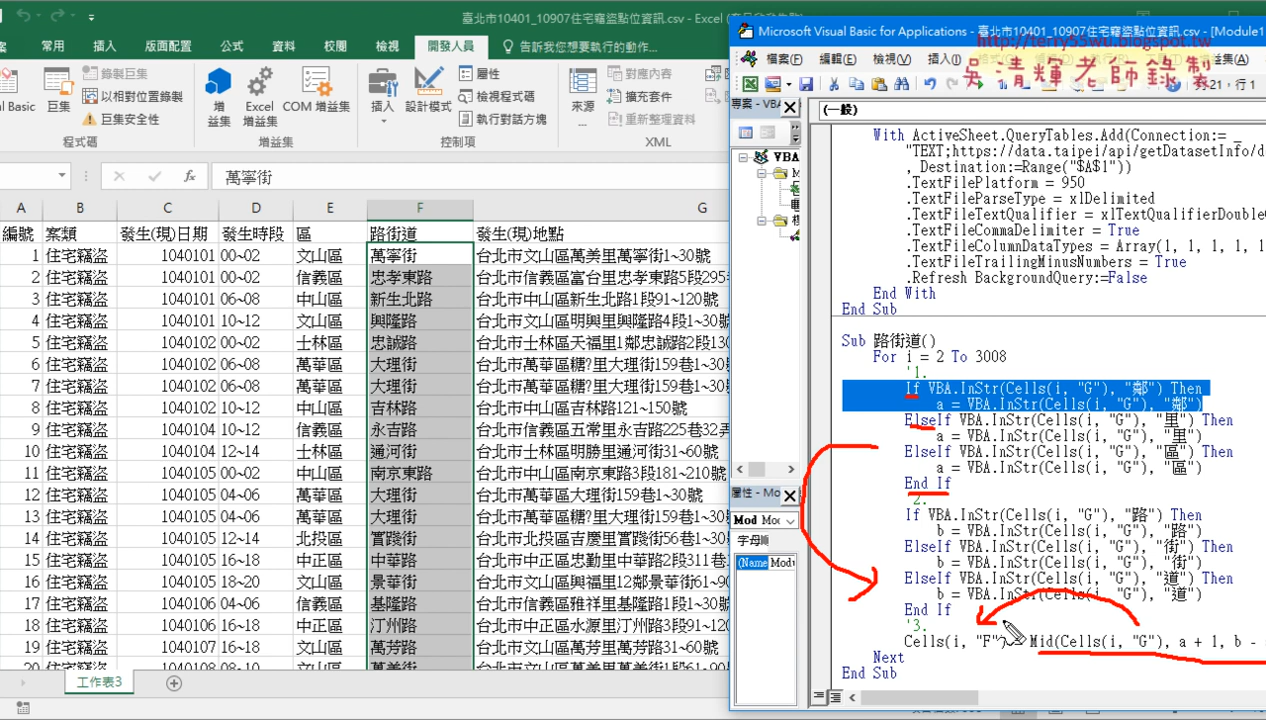 臺北市10401_10907住宅竊盜點位資訊.csv - Excel
Microsoft Visual Basic for Applications - 臺北市10401_10907住宅竊盜點位資訊.csv - [Module1
http://terry55wu.blogspot.tw
吳清輝老師錄製
案 常用 插入 版面配置 公式 資料 校閱 檢視 開發人員 告訴我您想要執行的動作...
檔案(F) 編輯(E) 檢視(V) 插入(I)
21，行 1
錄製巨集
以相對位置錄製
巨集安全性
al Basic 巨集
程式碼
增益集
Excel 增益集
COM 增益集
增益集
插入 設計模式
屬性
檢視程式碼
執行對話方塊
控制項
來源
對應內容
擴充套件
重新整理資料
XML
fx 萬寧街
A B C D E F G
編號 案類 發生(現)日期 發生時段 區 路街道 發生(現)地點
1 住宅竊盜 1040101 00~02 文山區 萬寧街 台北市文山區萬美里萬寧街1~30號
2 住宅竊盜 1040101 00~02 信義區 忠孝東路 台北市信義區富台里忠孝東路5段295
3 住宅竊盜 1040101 06~08 中山區 新生北路 台北市中山區新生北路1段91~120號
4 住宅竊盜 1040101 10~12 文山區 興隆路 台北市文山區明興里興隆路4段1~30號
5 住宅竊盜 1040102 00~02 士林區 忠誠路 台北市士林區天福里1鄰忠誠路2段130
6 住宅竊盜 1040102 06~08 萬華區 大理街 台北市萬華區糖?里大理街159巷1~30號
7 住宅竊盜 1040102 06~08 萬華區 大理街 台北市萬華區糖?里大理街159巷1~30號
8 住宅竊盜 1040102 10~12 中山區 吉林路 台北市中山區吉林路121~150號
9 住宅竊盜 1040104 10~12 信義區 永吉路 台北市信義區五常里永吉路225巷32弄
10 住宅竊盜 1040104 12~14 士林區 通河街 台北市士林區明勝里通河街31~60號
11 住宅竊盜 1040105 00~02 中山區 南京東路 台北市中山區南京東路3段181~210號
12 住宅竊盜 1040105 04~06 萬華區 大理街 台北市萬華區大理街159巷1~30號
13 住宅竊盜 1040105 04~06 萬華區 大理街 台北市萬華區糖?里大理街159巷1~30號
14 住宅竊盜 1040105 12~14 北投區 實踐街 台北市北投區吉慶里實踐街56巷1~30號
15 住宅竊盜 1040105 16~18 中正區 中華路 台北市中正區忠勤里中華路2段311巷
16 住宅竊盜 1040105 18~20 文山區 景華街 台北市文山區興福里12鄰景華街61~90
17 住宅竊盜 1040106 04~06 信義區 基隆路 台北市信義區雅祥里基隆路1段1~30號
18 住宅竊盜 1040106 16~18 中正區 汀州路 台北市中正區水源里汀州路3段91~120
19 住宅竊盜 1040107 16~18 文山區 萬芳路 台北市文山區萬芳里萬芳路31~60號
工作表3
專案 - VBA
VBA
屬性 - Mo
Mod Moc
字母順
(Name Modu
(一般)
With ActiveSheet.QueryTables.Add(Connection:= _
"TEXT;https://data.taipei/api/getDatasetInfo/d
, Destination:=Range("$A$1"))
.TextFilePlatform = 950
.TextFileParseType = xlDelimited
.TextFileTextQualifier = xlTextQualifierDouble
.TextFileCommaDelimiter = True
.TextFileColumnDataTypes = Array(1, 1, 1, 1, 1
.TextFileTrailingMinusNumbers = True
.Refresh BackgroundQuery:=False
End With
End Sub
Sub 路街道()
For i = 2 To 3008
'1.
If VBA.InStr(Cells(i, "G"), "鄰") Then
a = VBA.InStr(Cells(i, "G"), "鄰")
ElseIf VBA.InStr(Cells(i, "G"), "里") Then
a = VBA.InStr(Cells(i, "G"), "里")
ElseIf VBA.InStr(Cells(i, "G"), "區") Then
a = VBA.InStr(Cells(i, "G"), "區")
End If
'2.
If VBA.InStr(Cells(i, "G"), "路") Then
b = VBA.InStr(Cells(i, "G"), "路")
ElseIf VBA.InStr(Cells(i, "G"), "街") Then
b = VBA.InStr(Cells(i, "G"), "街")
ElseIf VBA.InStr(Cells(i, "G"), "道") Then
b = VBA.InStr(Cells(i, "G"), "道")
End If
'3.
Cells(i, "F") = Mid(Cells(i, "G"), a + 1, b -
Next
End Sub